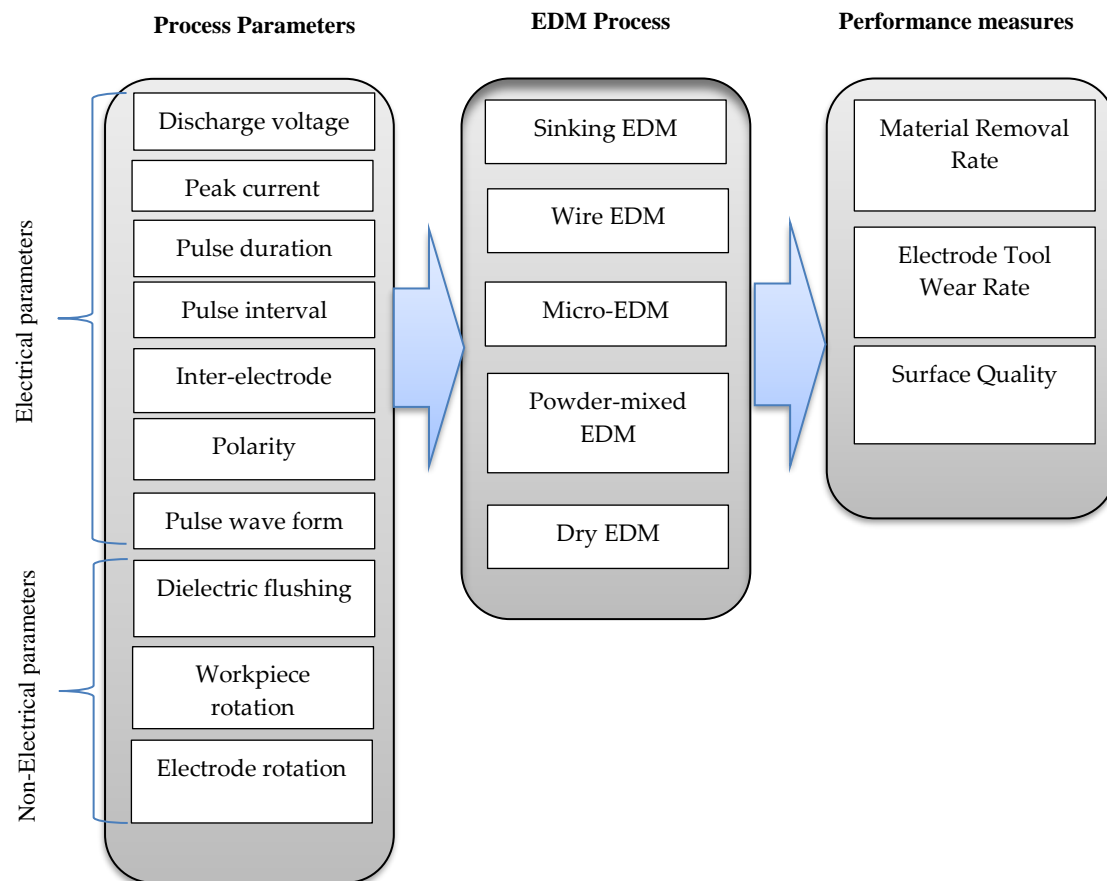 Process Parameters
EDM Process
Performance measures
Electrical parameters
Discharge voltage
Peak current
Pulse duration
Pulse interval
Inter-electrode
Polarity
Pulse wave form
Non-Electrical parameters
Dielectric flushing
Workpiece
rotation
Electrode rotation
Sinking EDM
Wire EDM
Micro-EDM
Powder-mixed
EDM
Dry EDM
Material Removal
Rate
Electrode Tool
Wear Rate
Surface Quality